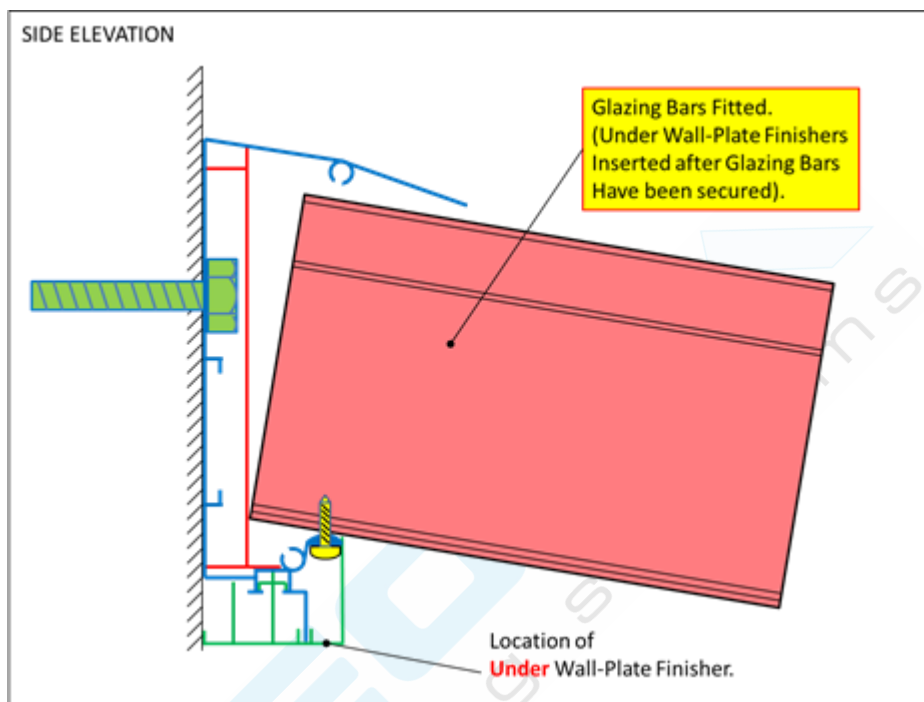 SIDE ELEVATION
Glazing Bars Fitted.
(Under Wall-Plate Finishers
Inserted after Glazing Bars
Have been secured).
Location of
Under Wall-Plate Finisher.